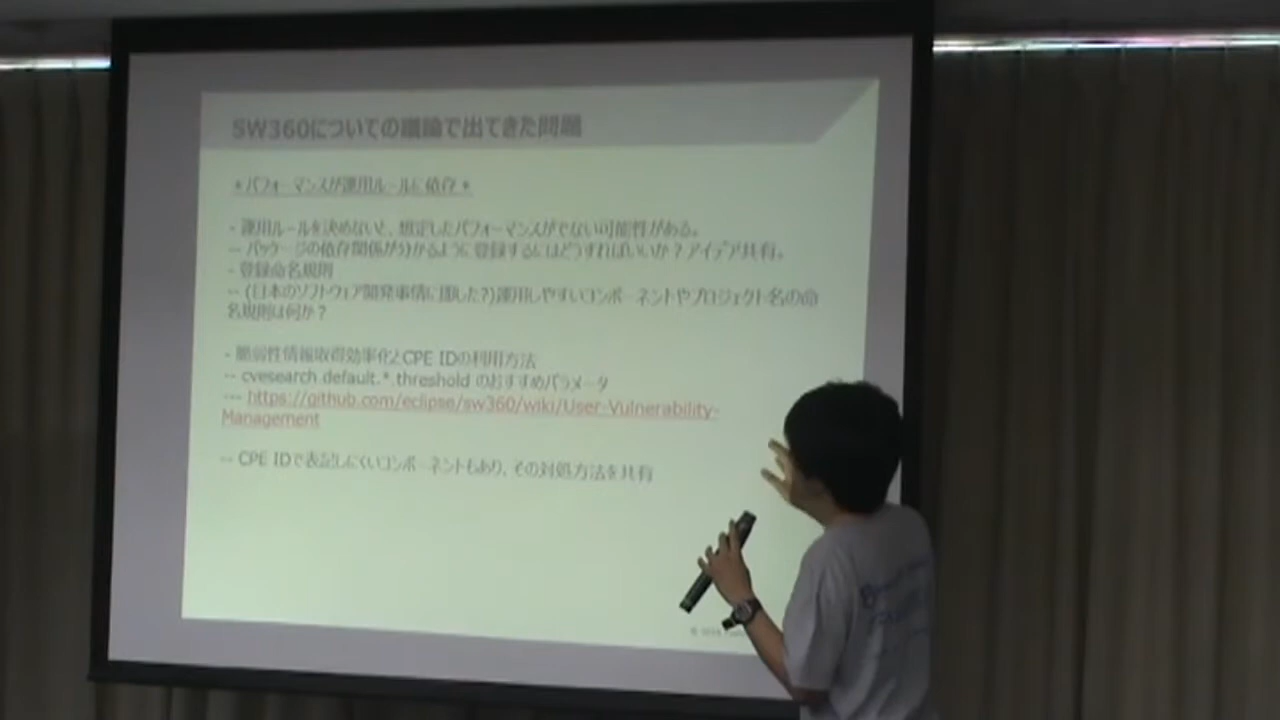 SW360についての議論で出てきた問題
* パフォーマンスが運用ルールに依存 *
- 運用ルールを決めないと、想定したパフォーマンスがでない可能性がある。
-- パッケージの依存関係が分かるように登録するにはどうすればいいか？アイデア共有。
- 登録命名規則
-- (日本のソフトウェア開発事情に即した?)運用しやすいコンポーネントやプロジェクト名の命
名規則は何か？
- 脆弱性情報取得効率化とCPE IDの利用方法
-- cvesearch.default.*.threshold のおすすめパラメータ
--- https://github.com/eclipse/sw360/wiki/User-Vulnerability-
Management
-- CPE IDで表記しにくいコンポーネントもあり、その対処方法を共有